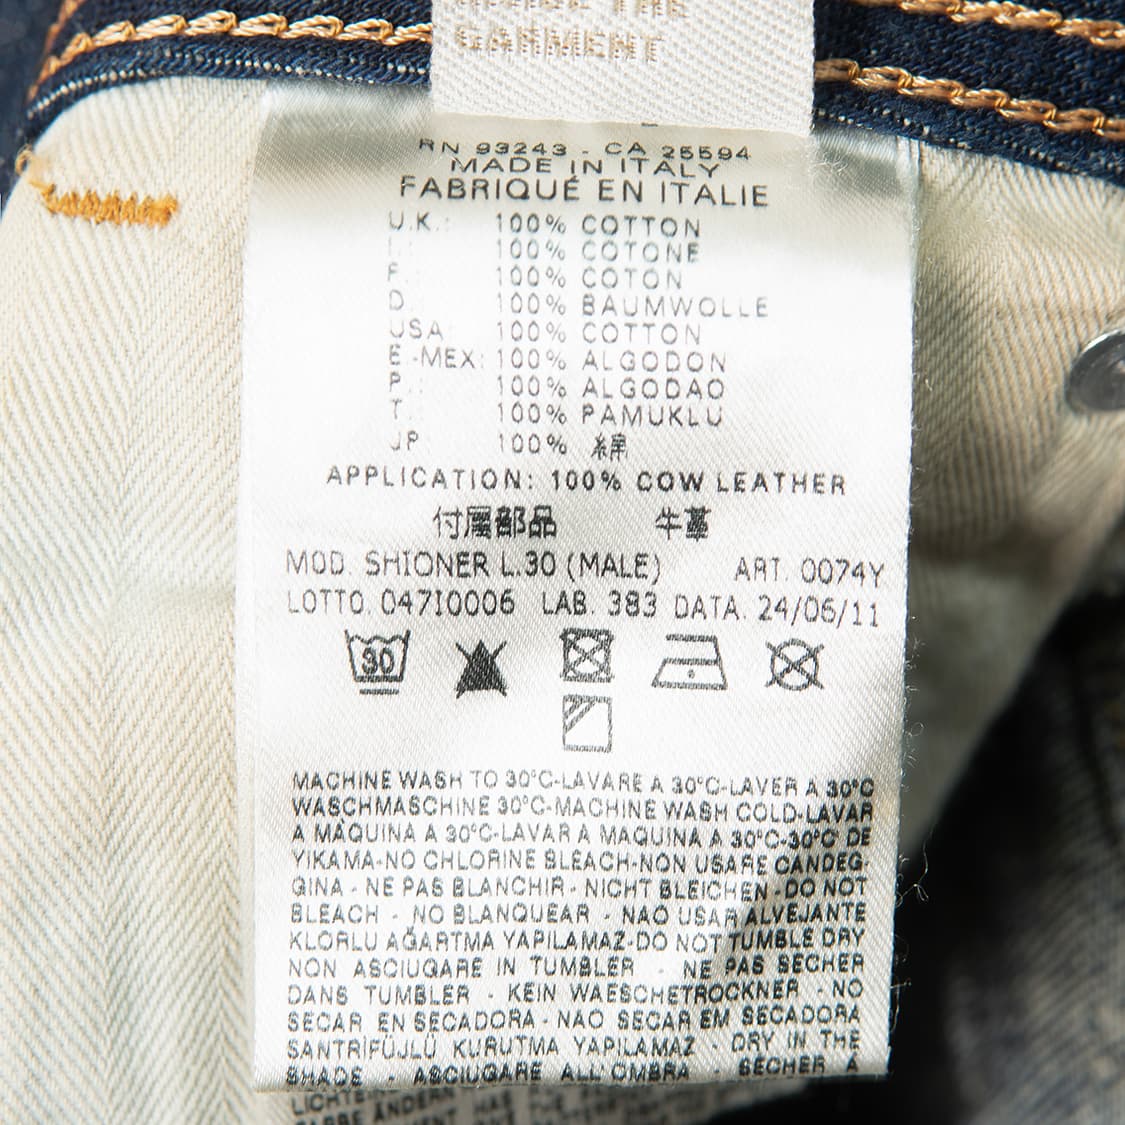 GARMENT
RN 93243 - CA 25594
MADE IN ITALY
FABRIQUÉ EN ITALIE
U.K.: 100% COTTON
I.: 100% COTONE
F.: 100% COTON
D. 100% BAUMWOLLE
USA 100% COTTON
E.-MEX: 100% ALGODON
P.: 100% ALGODAO
T.: 100% PAMUKLU
JP 100% 綿
APPLICATION: 100% COW LEATHER
付属部品 牛革
MOD. SHIONER L.30 (MALE) ART. 0074Y
LOTTO. 047I0006 LAB. 383 DATA. 24/06/11
30
MACHINE WASH TO 30°C-LAVARE A 30°C-LAVER A 30°C
WASCHMASCHINE 30°C-MACHINE WASH COLD-LAVAR
A MÀQUINA A 30°C-LAVAR A MAQUINA A 30°C-30°C DE
YIKAMA-NO CHLORINE BLEACH-NON USARE CANDEG-
GINA - NE PAS BLANCHIR - NICHT BLEICHEN - DO NOT
BLEACH - NO BLANQUEAR - NAO USAR ALVEJANTE
KLORLU AĞARTMA YAPILAMAZ-DO NOT TUMBLE DRY
NON ASCIUGARE IN TUMBLER - NE PAS SECHER
DANS TUMBLER - KEIN WAESCHETROCKNER - NO
SECAR EN SECADORA - NAO SECAR EM SECADORA
SANTRİFÜJLÜ KURUTMA YAPILAMAZ - DRY IN THE
SHADE - ASCIUGARE ALL'OMBRA - SÉCHER À
FARBE ÄNDERN